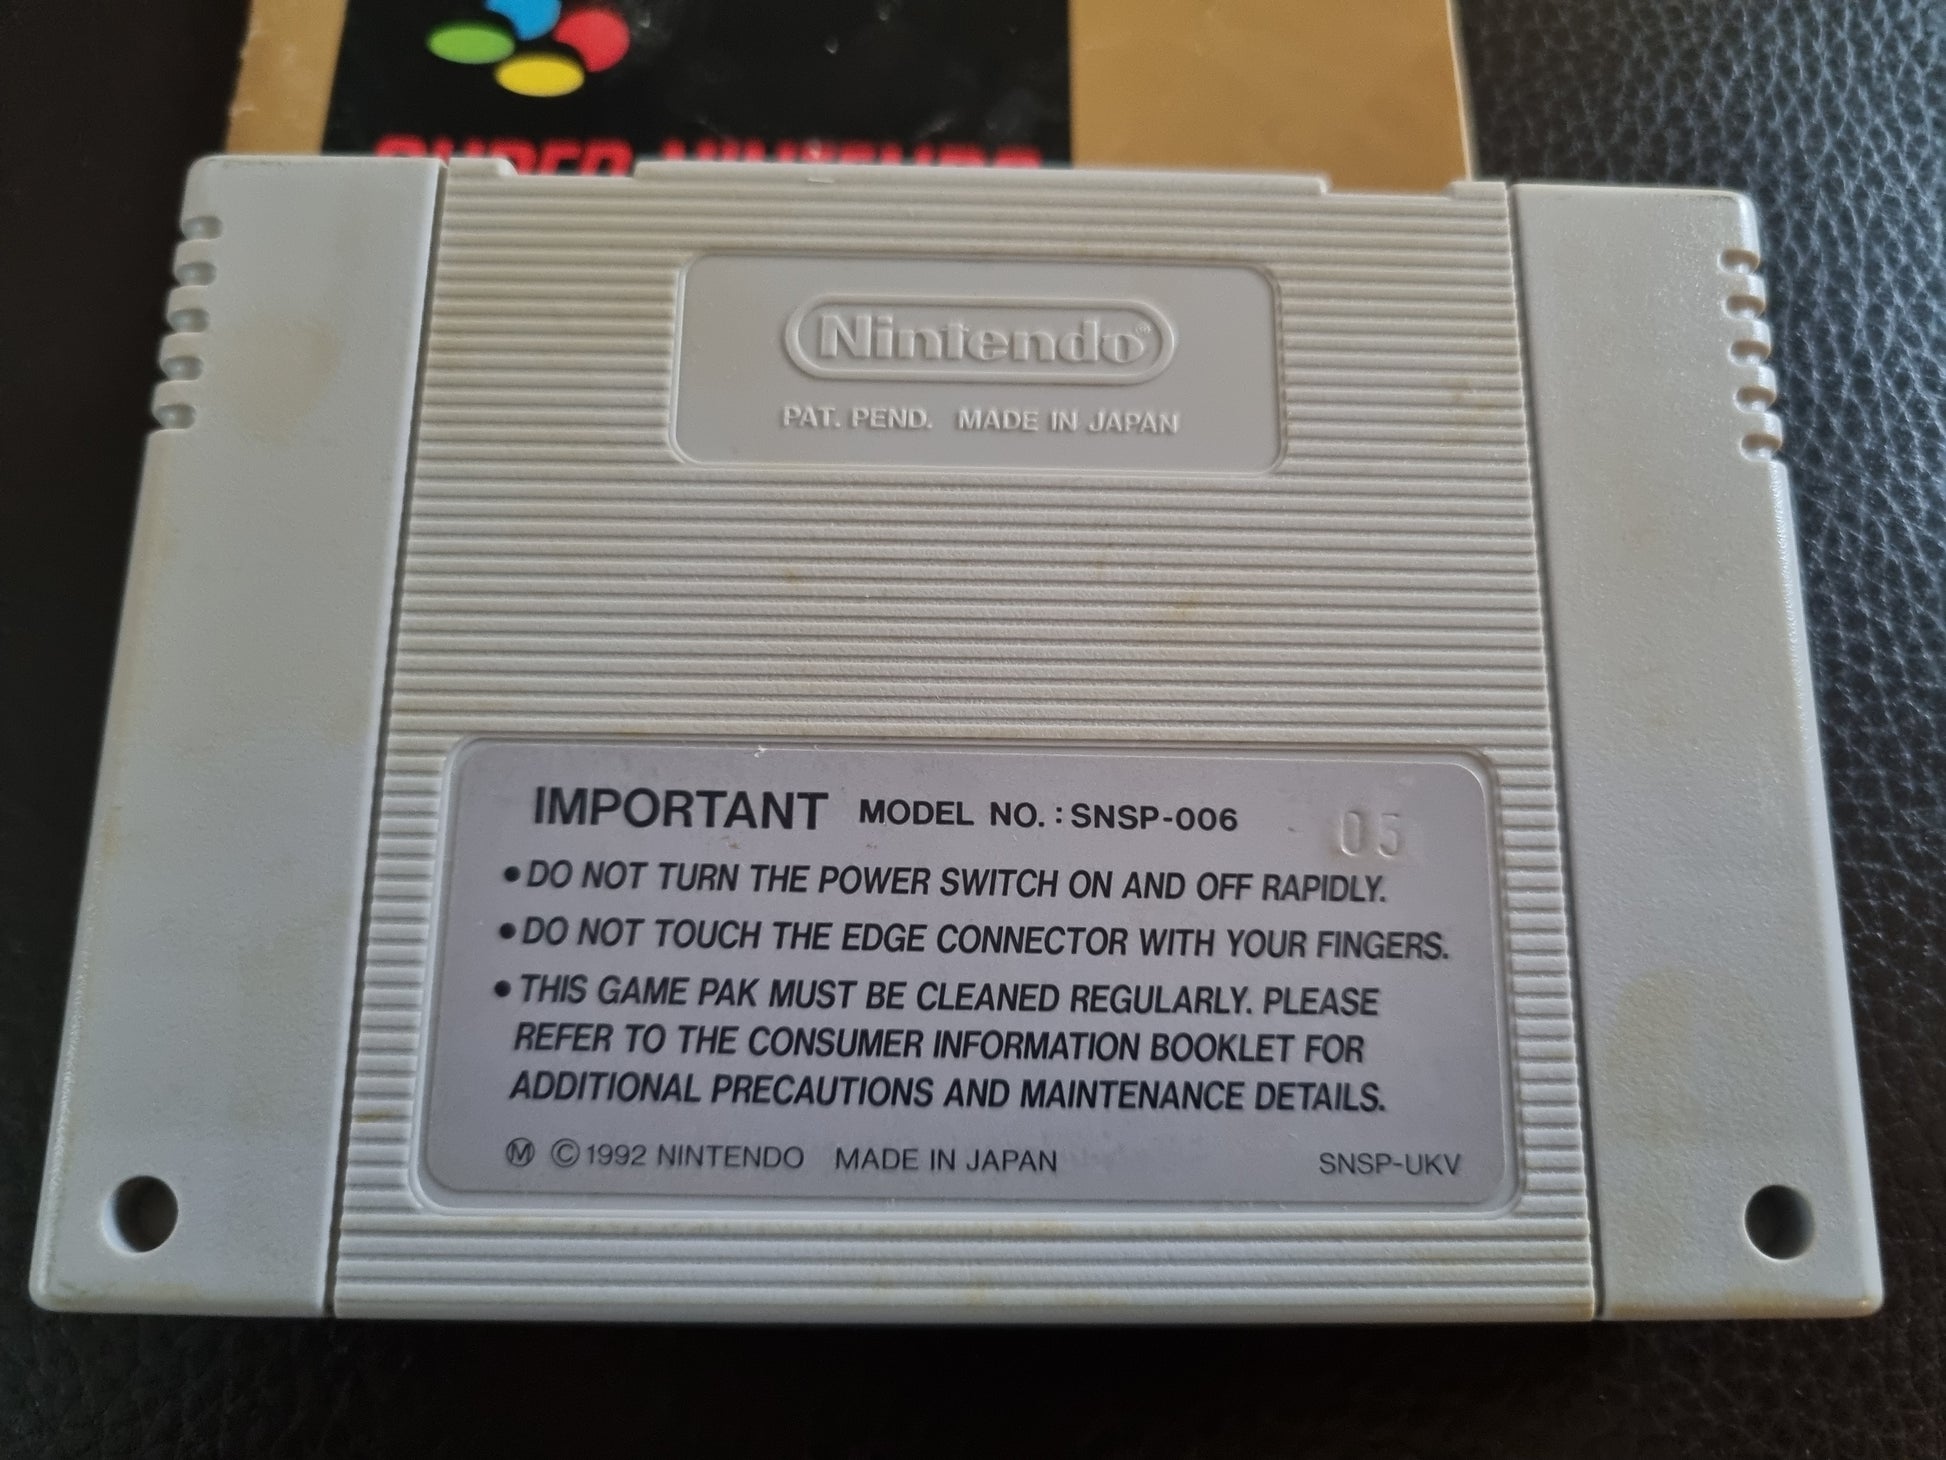 SUPER NINTENDO
Nintendo®
PAT. PEND. MADE IN JAPAN
IMPORTANT MODEL NO. : SNSP-006 05
• DO NOT TURN THE POWER SWITCH ON AND OFF RAPIDLY.
• DO NOT TOUCH THE EDGE CONNECTOR WITH YOUR FINGERS.
• THIS GAME PAK MUST BE CLEANED REGULARLY. PLEASE
REFER TO THE CONSUMER INFORMATION BOOKLET FOR
ADDITIONAL PRECAUTIONS AND MAINTENANCE DETAILS.
Ⓜ ©1992 NINTENDO MADE IN JAPAN SNSP-UKV